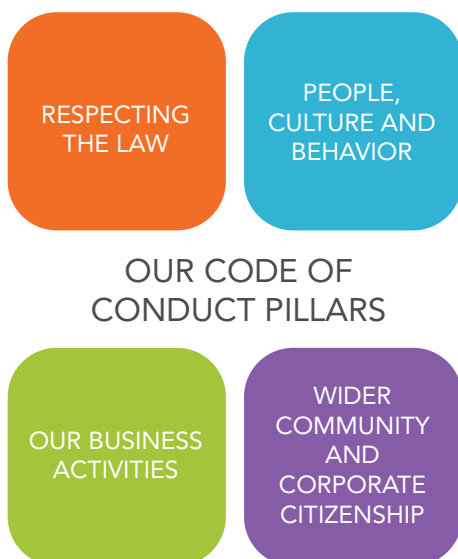 RESPECTING
THE LAW
PEOPLE,
CULTURE AND
BEHAVIOR
OUR CODE OF
CONDUCT PILLARS
OUR BUSINESS
ACTIVITIES
WIDER
COMMUNITY
AND
CORPORATE
CITIZENSHIP